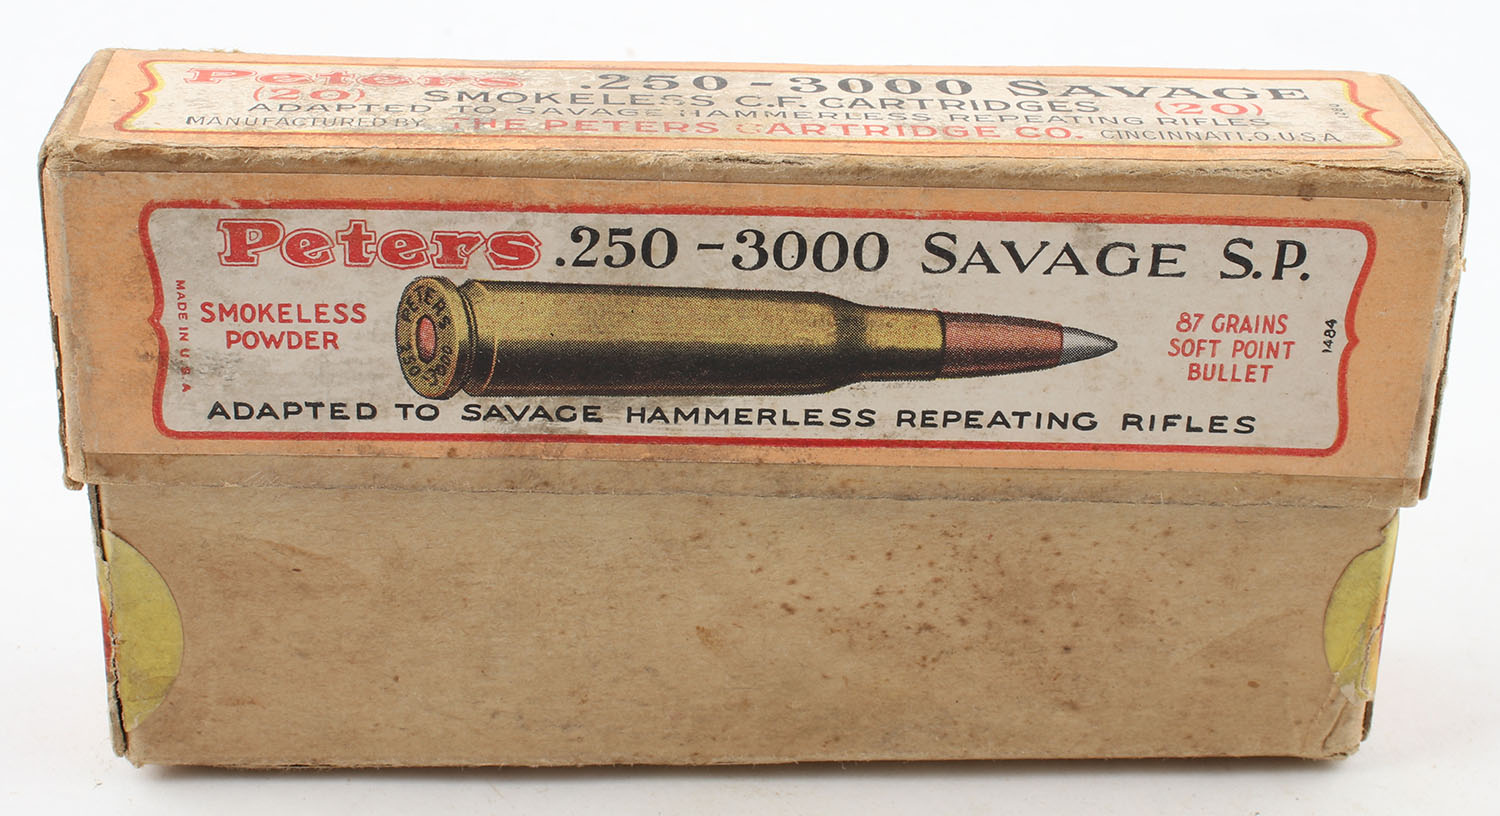 Peters .250-3000 SAVAGE
(20) SMOKELESS C.F. CARTRIDGES (20)
ADAPTED TO SAVAGE HAMMERLESS REPEATING RIFLES
MANUFACTURED BY THE PETERS CARTRIDGE CO. CINCINNATI.O.U.S.A.
Peters .250-3000 SAVAGE S.P.
MADE IN U.S.A
SMOKELESS
POWDER
PETERS
250 3000
87 GRAINS
SOFT POINT
BULLET
1484
ADAPTED TO SAVAGE HAMMERLESS REPEATING RIFLES